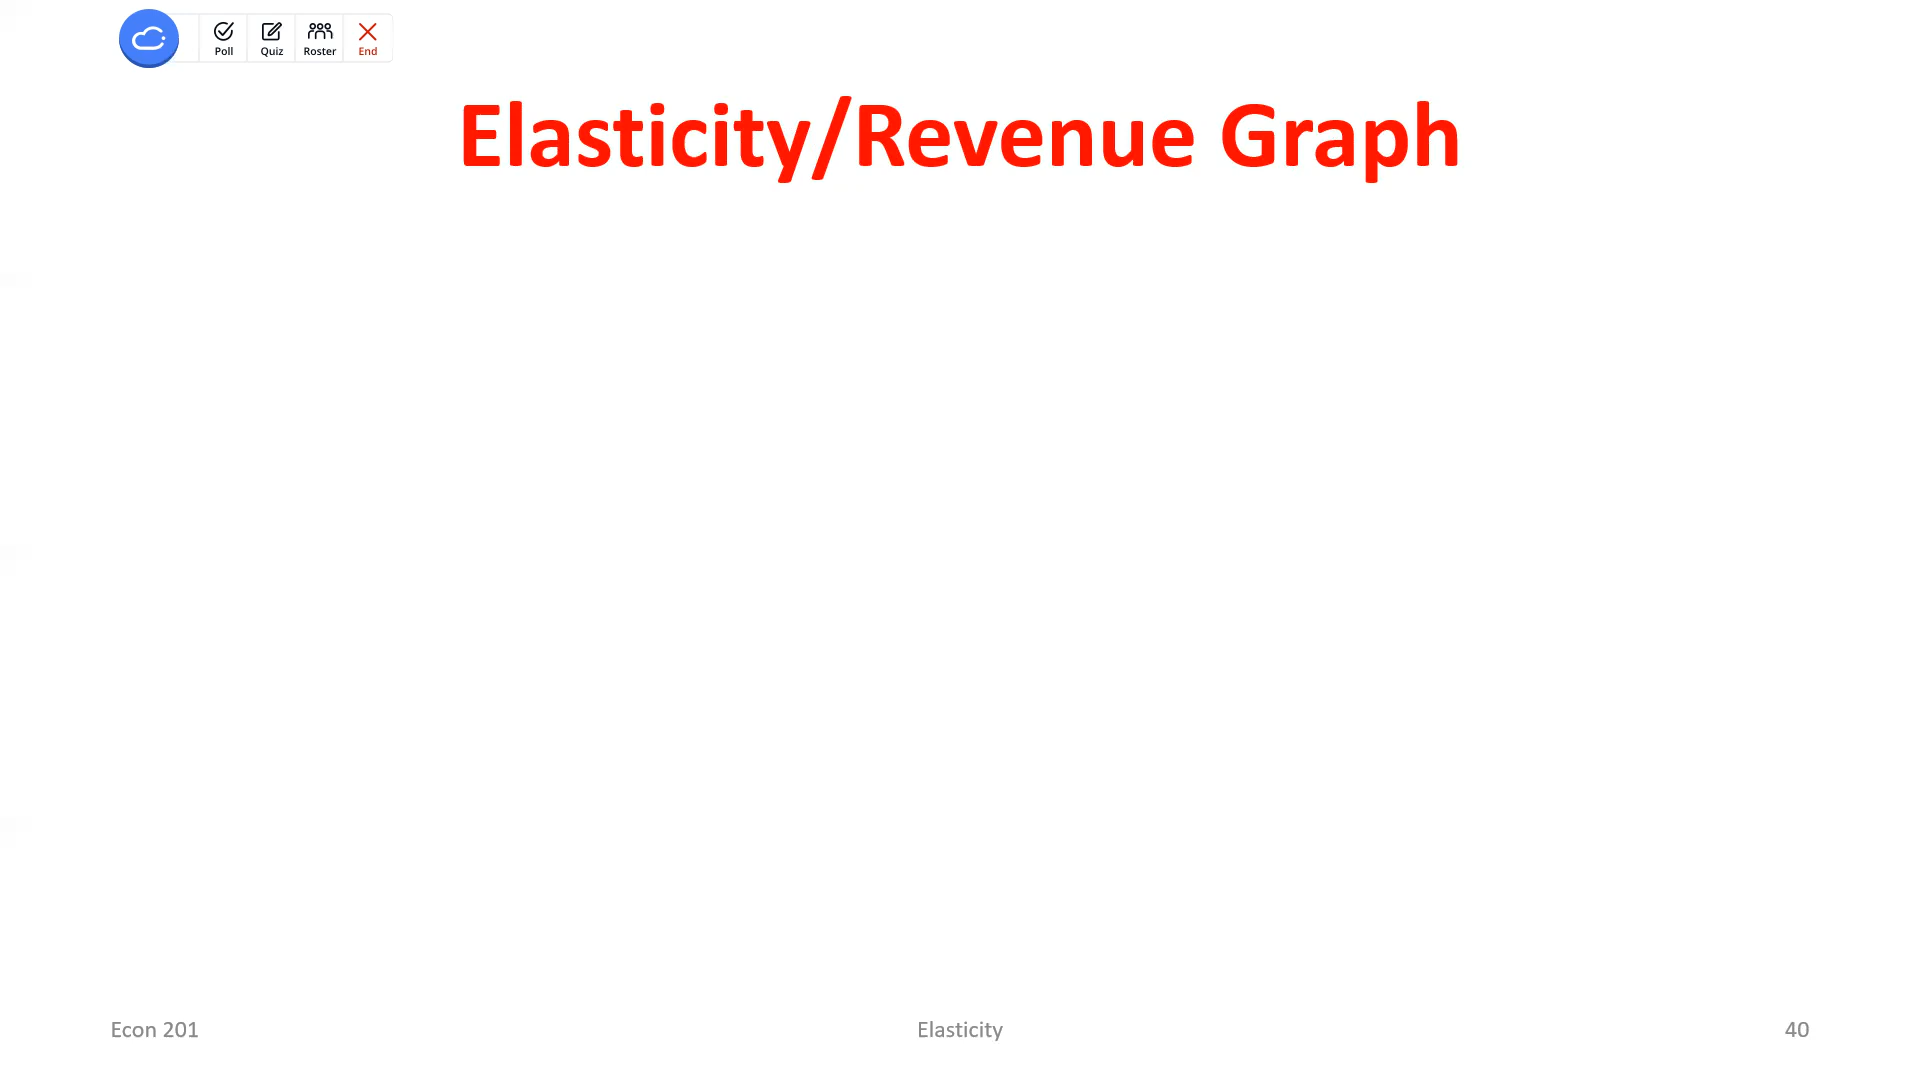 Poll Quiz Roster End
Elasticity/Revenue Graph
Econ 201 Elasticity 40